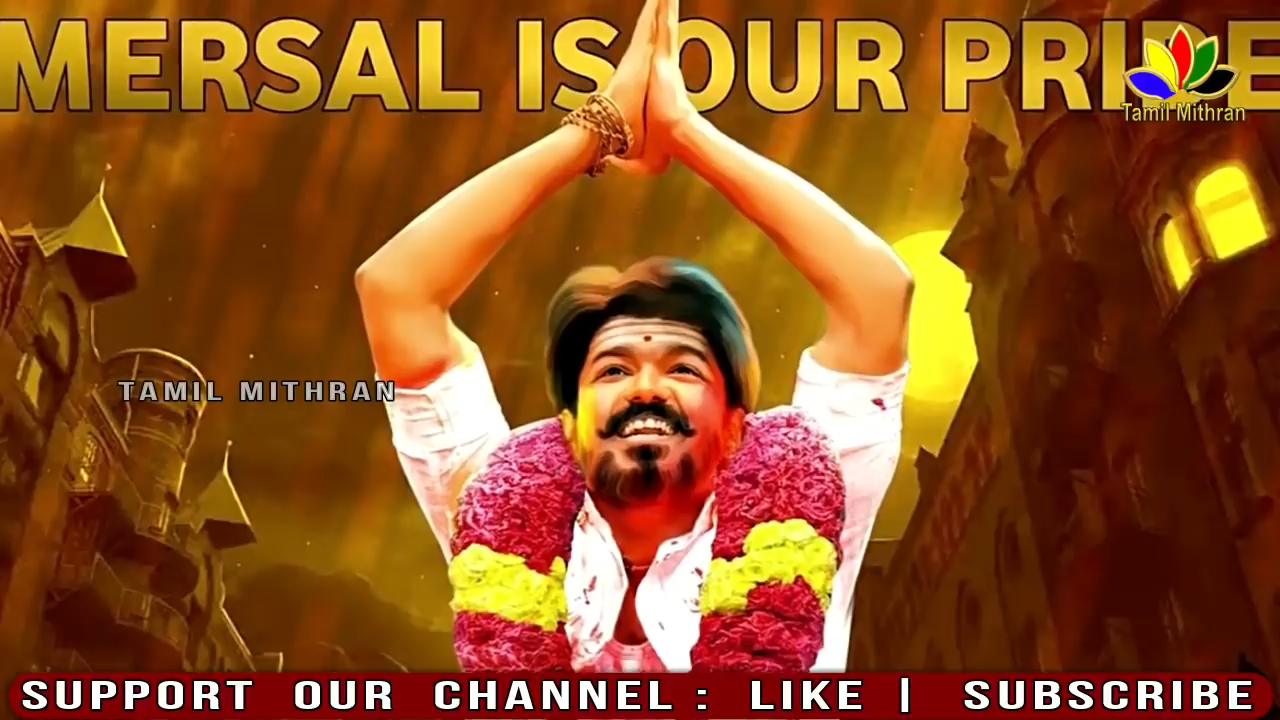 MERSAL IS OUR PRIDE
Tamil Mithran
TAMIL MITHRAN
SUPPORT OUR CHANNEL : LIKE | SUBSCRIBE